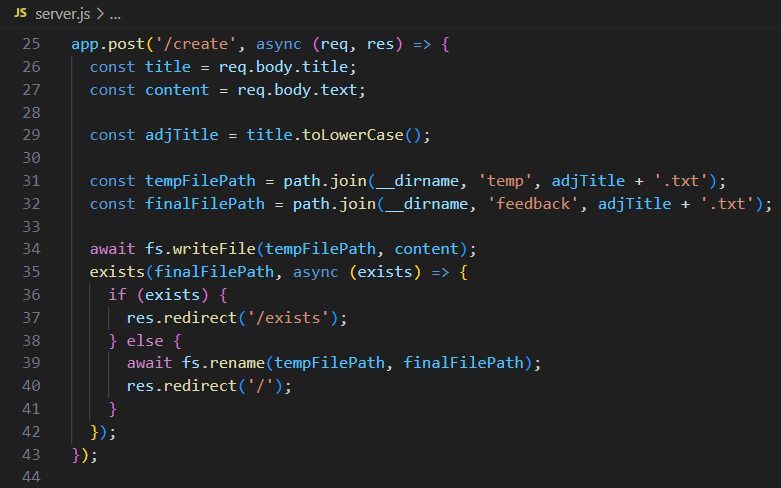 JS server.js > ...
25 app.post('/create', async (req, res) => {
26   const title = req.body.title;
27   const content = req.body.text;
28
29   const adjTitle = title.toLowerCase();
30
31   const tempFilePath = path.join(__dirname, 'temp', adjTitle + '.txt');
32   const finalFilePath = path.join(__dirname, 'feedback', adjTitle + '.txt');
33
34   await fs.writeFile(tempFilePath, content);
35   exists(finalFilePath, async (exists) => {
36     if (exists) {
37       res.redirect('/exists');
38     } else {
39       await fs.rename(tempFilePath, finalFilePath);
40       res.redirect('/');
41     }
42   });
43 });
44